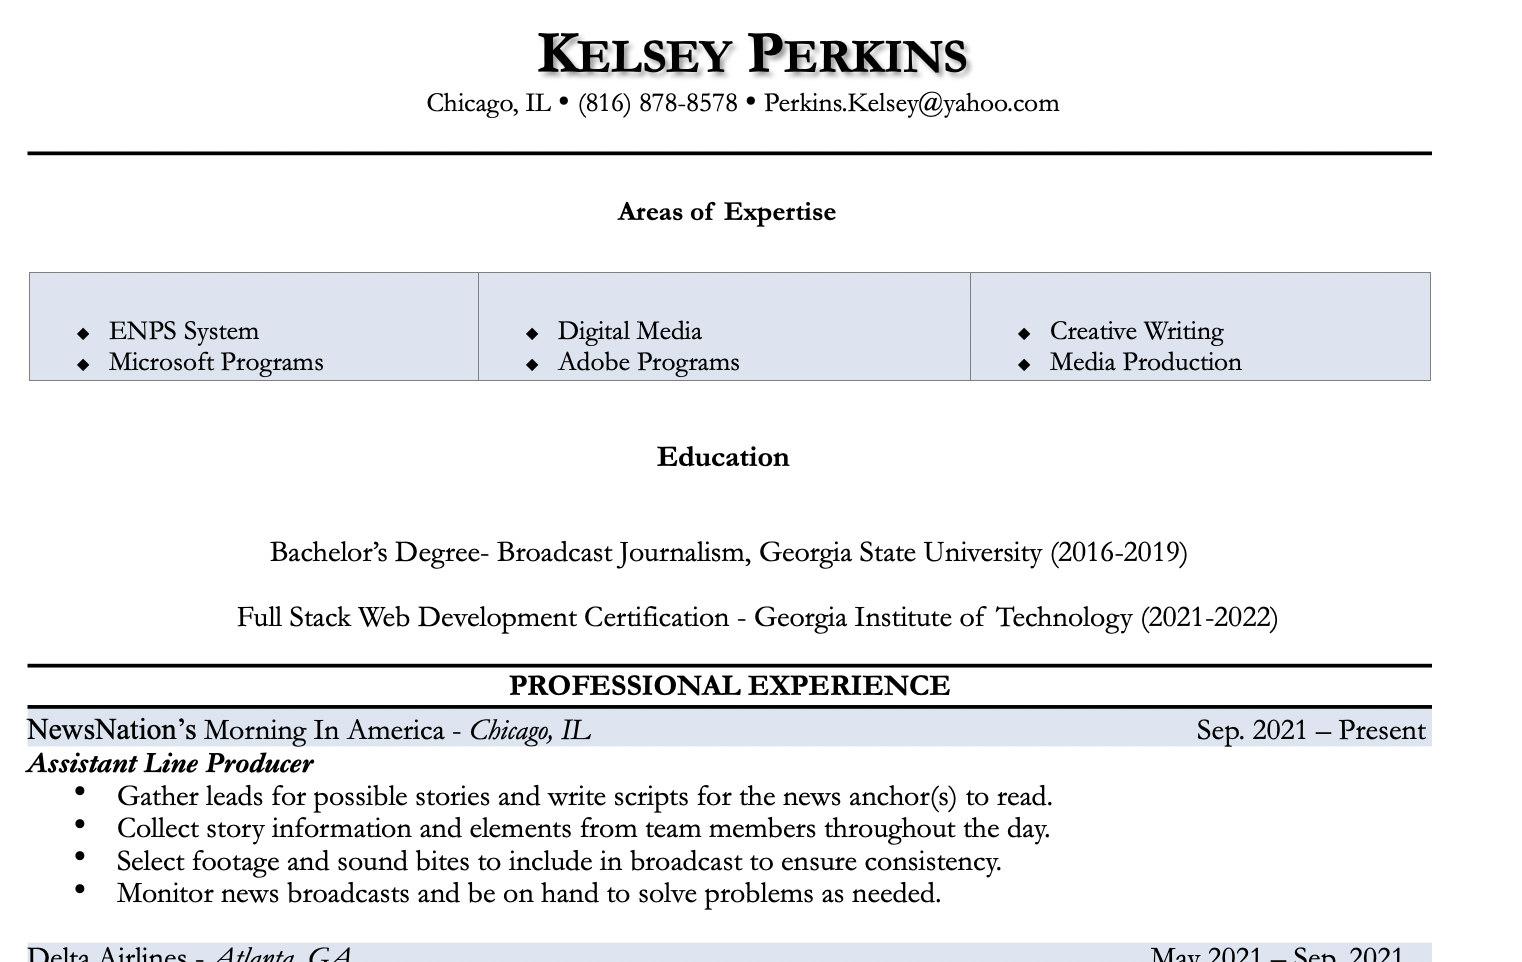 KELSEY PERKINS
Chicago, IL • (816) 878-8578 • Perkins.Kelsey@yahoo.com
Areas of Expertise
◆ ENPS System
◆ Microsoft Programs
◆ Digital Media
◆ Adobe Programs
◆ Creative Writing
◆ Media Production
Education
Bachelor’s Degree- Broadcast Journalism, Georgia State University (2016-2019)
Full Stack Web Development Certification - Georgia Institute of Technology (2021-2022)
PROFESSIONAL EXPERIENCE
NewsNation’s Morning In America - Chicago, IL Sep. 2021 – Present
Assistant Line Producer
• Gather leads for possible stories and write scripts for the news anchor(s) to read.
• Collect story information and elements from team members throughout the day.
• Select footage and sound bites to include in broadcast to ensure consistency.
• Monitor news broadcasts and be on hand to solve problems as needed.
Delta Airlines - Atlanta, GA May 2021 – Sep. 2021